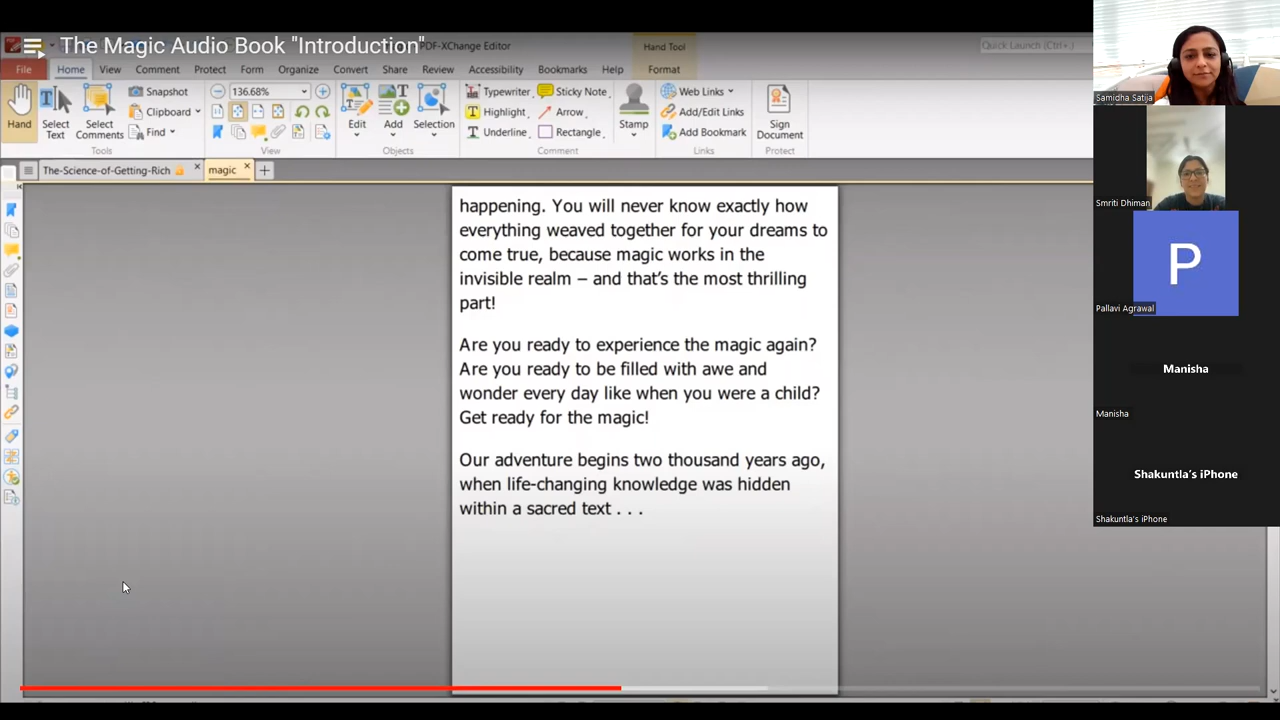 The Magic Audio Book "Introduction"
PDF-XChange Editor
Hand Tool
Quick Launch (Ctrl+.)
File
Home
View
Comment
Protect
Form
Organize
Convert
Share
Review
Accessibility
Bookmarks
Help
Format
Hand
Select
Text
Select
Comments
Snapshot
Clipboard
Find
Tools
136.68%
View
Edit
Add
Selection
Objects
Typewriter
Highlight
Underline
Sticky Note
Arrow
Rectangle
Comment
Stamp
Web Links
Add/Edit Links
Add Bookmark
Links
Sign
Document
Protect
The-Science-of-Getting-Rich
magic
happening. You will never know exactly how
everything weaved together for your dreams to
come true, because magic works in the
invisible realm – and that's the most thrilling
part!
Are you ready to experience the magic again?
Are you ready to be filled with awe and
wonder every day like when you were a child?
Get ready for the magic!
Our adventure begins two thousand years ago,
when life-changing knowledge was hidden
within a sacred text . . .
Samidha Satija
Smriti Dhiman
P
Pallavi Agrawal
Manisha
Manisha
Shakuntla's iPhone
Shakuntla's iPhone